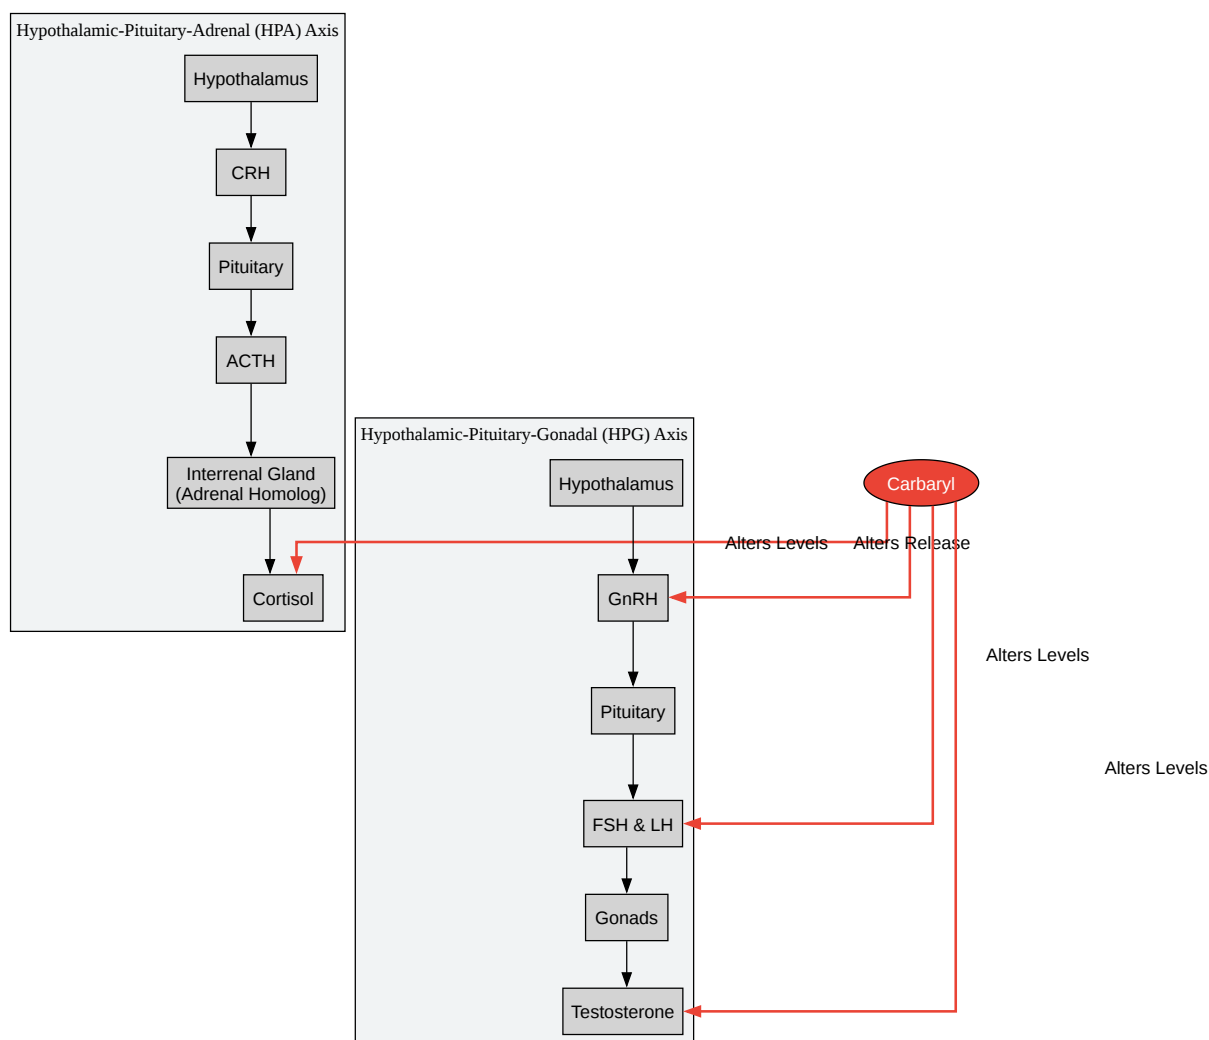 Hypothalamic-Pituitary-Adrenal (HPA) Axis
Hypothalamus
CRH
Pituitary
ACTH
Interrenal Gland
(Adrenal Homolog)
Cortisol
Hypothalamic-Pituitary-Gonadal (HPG) Axis
Hypothalamus
GnRH
Pituitary
FSH & LH
Gonads
Testosterone
Carbaryl
Alters Levels
Alters Release
Alters Levels
Alters Levels